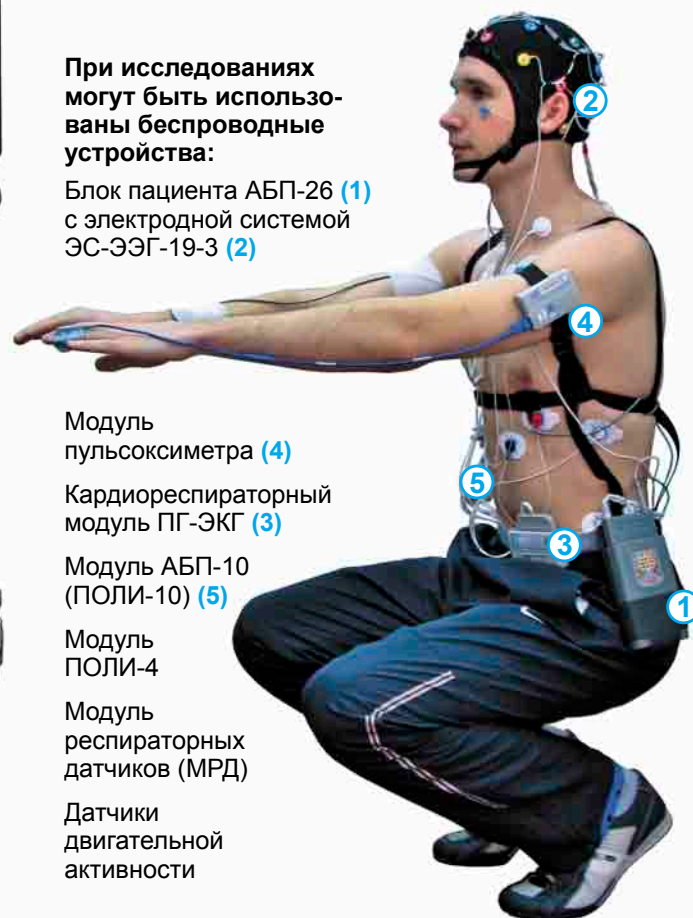 При исследованиях
могут быть использо-
ваны беспроводные
устройства:
Блок пациента АБП-26 (1)
с электродной системой
ЭС-ЭЭГ-19-3 (2)
Модуль
пульсоксиметра (4)
Кардиореспираторный
модуль ПГ-ЭКГ (3)
Модуль АБП-10
(ПОЛИ-10) (5)
Модуль
ПОЛИ-4
Модуль
респираторных
датчиков (МРД)
Датчики
двигательной
активности
2
4
5
3
1